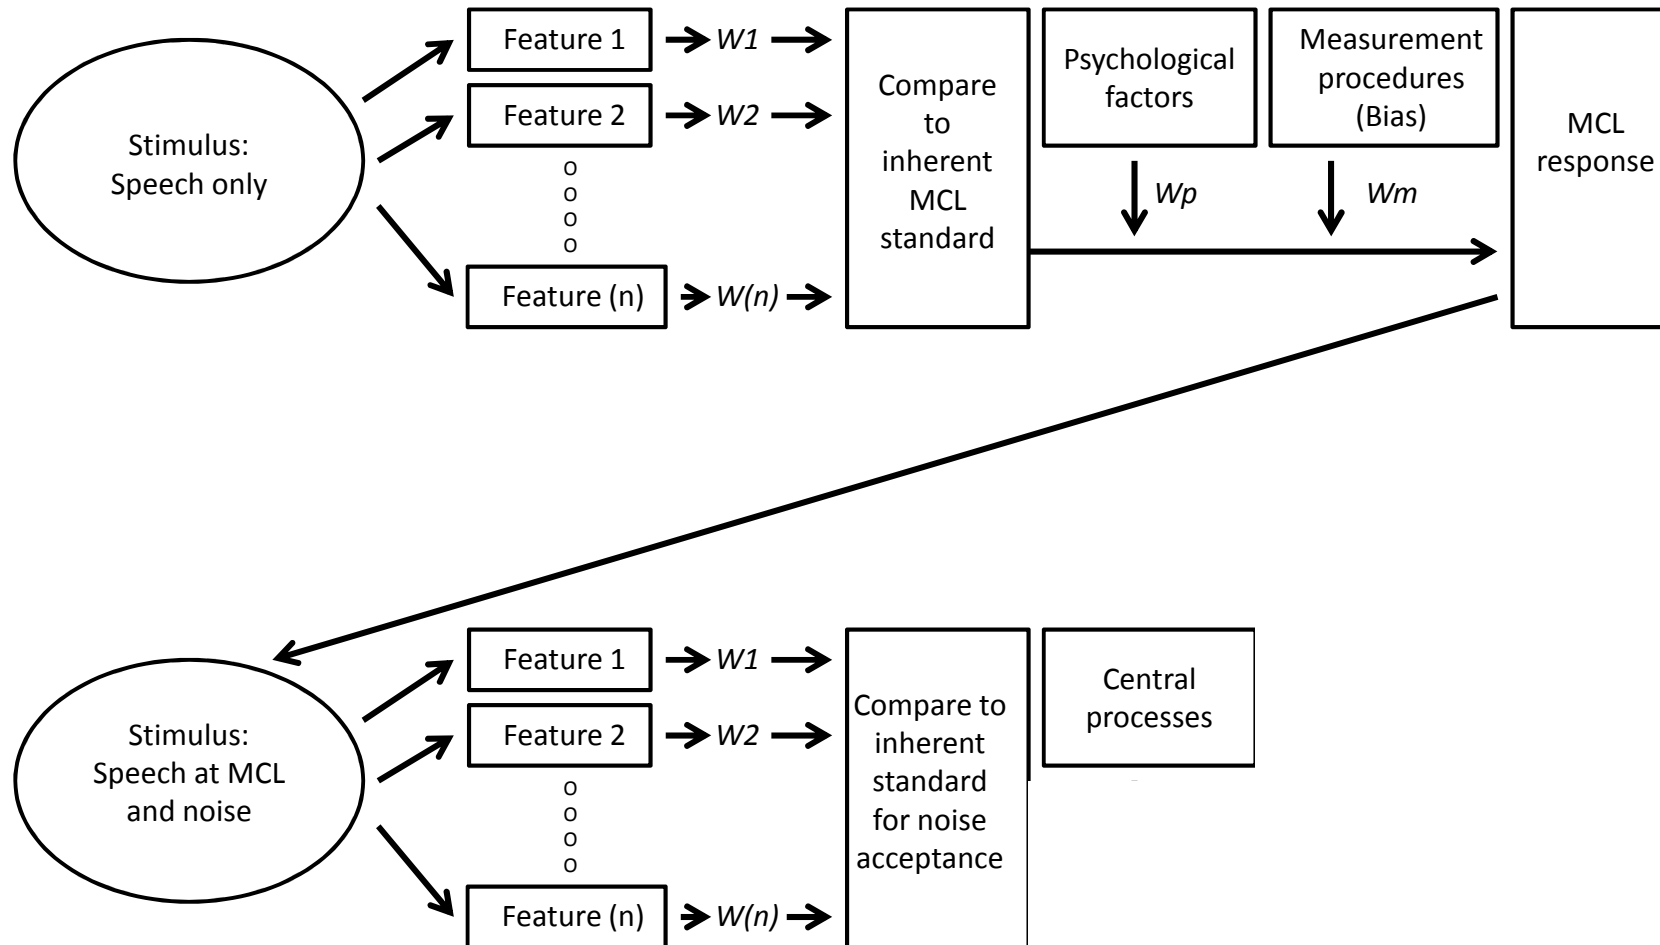 Stimulus:
Speech only
Feature 1
W1
Feature 2
W2
o
o
o
o
Feature (n)
W(n)
Compare
to
inherent
MCL
standard
Psychological
factors
Wp
Measurement
procedures
(Bias)
Wm
MCL
response
Stimulus:
Speech at MCL
and noise
Feature 1
W1
Feature 2
W2
o
o
o
o
Feature (n)
W(n)
Compare to
inherent
standard
for noise
acceptance
Central
processes